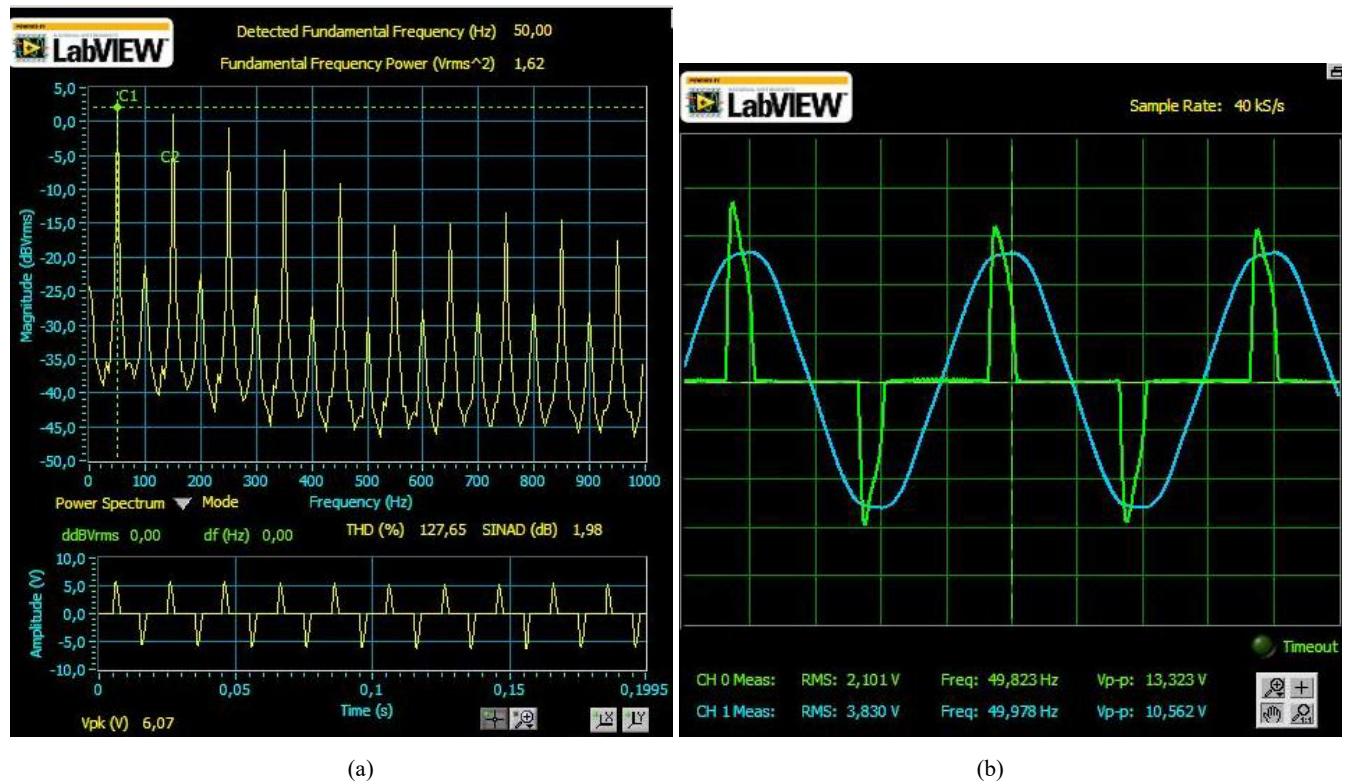 LabVIEW
Detected Fundamental Frequency (Hz) 50,00
Fundamental Frequency Power (Vrms^2) 1,62
5,0
C1
0,0
-5,0
C2
-10,0
-15,0
-20,0
-25,0
-30,0
-35,0
-40,0
-45,0
-50,0
Magnitude (dBVrms)
0 100 200 300 400 500 600 700 800 900 1000
Power Spectrum Mode Frequency (Hz)
ddBVrms 0,00 df (Hz) 0,00 THD (%) 127,65 SINAD (dB) 1,98
10,0
5,0
0,0
-5,0
-10,0
Amplitude (V)
0 0,05 0,1 0,15 0,1995
Time (s)
Vpk (V) 6,07
X Y
(a)
LabVIEW
Sample Rate: 40 kS/s
Timeout
CH 0 Meas: RMS: 2,101 V Freq: 49,823 Hz Vp-p: 13,323 V
CH 1 Meas: RMS: 3,830 V Freq: 49,978 Hz Vp-p: 10,562 V
1:1
(b)